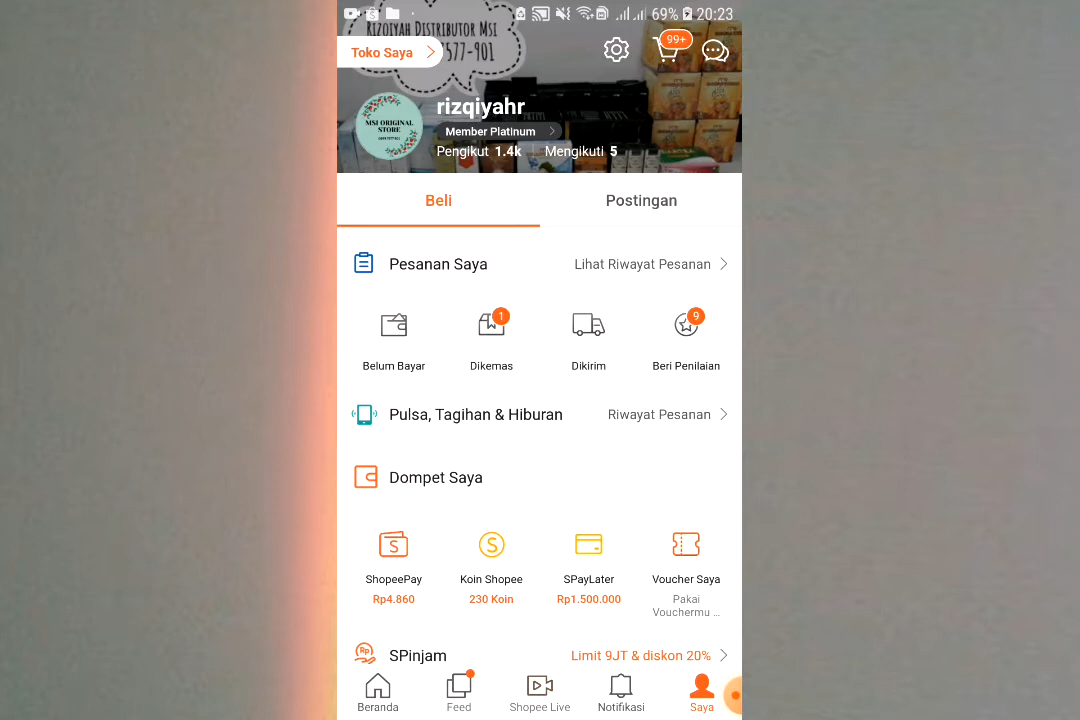 69% 20:23
RIZQIYAH DISTRIBUTOR MSI
577-901
Toko Saya
99+
MSI ORIGINAL
STORE
rizqiyahr
Member Platinum
Pengikut 1.4k Mengikuti 5
Beli Postingan
Pesanan Saya Lihat Riwayat Pesanan
1 9
Belum Bayar Dikemas Dikirim Beri Penilaian
Pulsa, Tagihan & Hiburan Riwayat Pesanan
Dompet Saya
ShopeePay Koin Shopee SPayLater Voucher Saya
Rp4.860 230 Koin Rp1.500.000 Pakai
Vouchermu ...
Rp SPinjam Limit 9JT & diskon 20%
Beranda Feed Shopee Live Notifikasi Saya